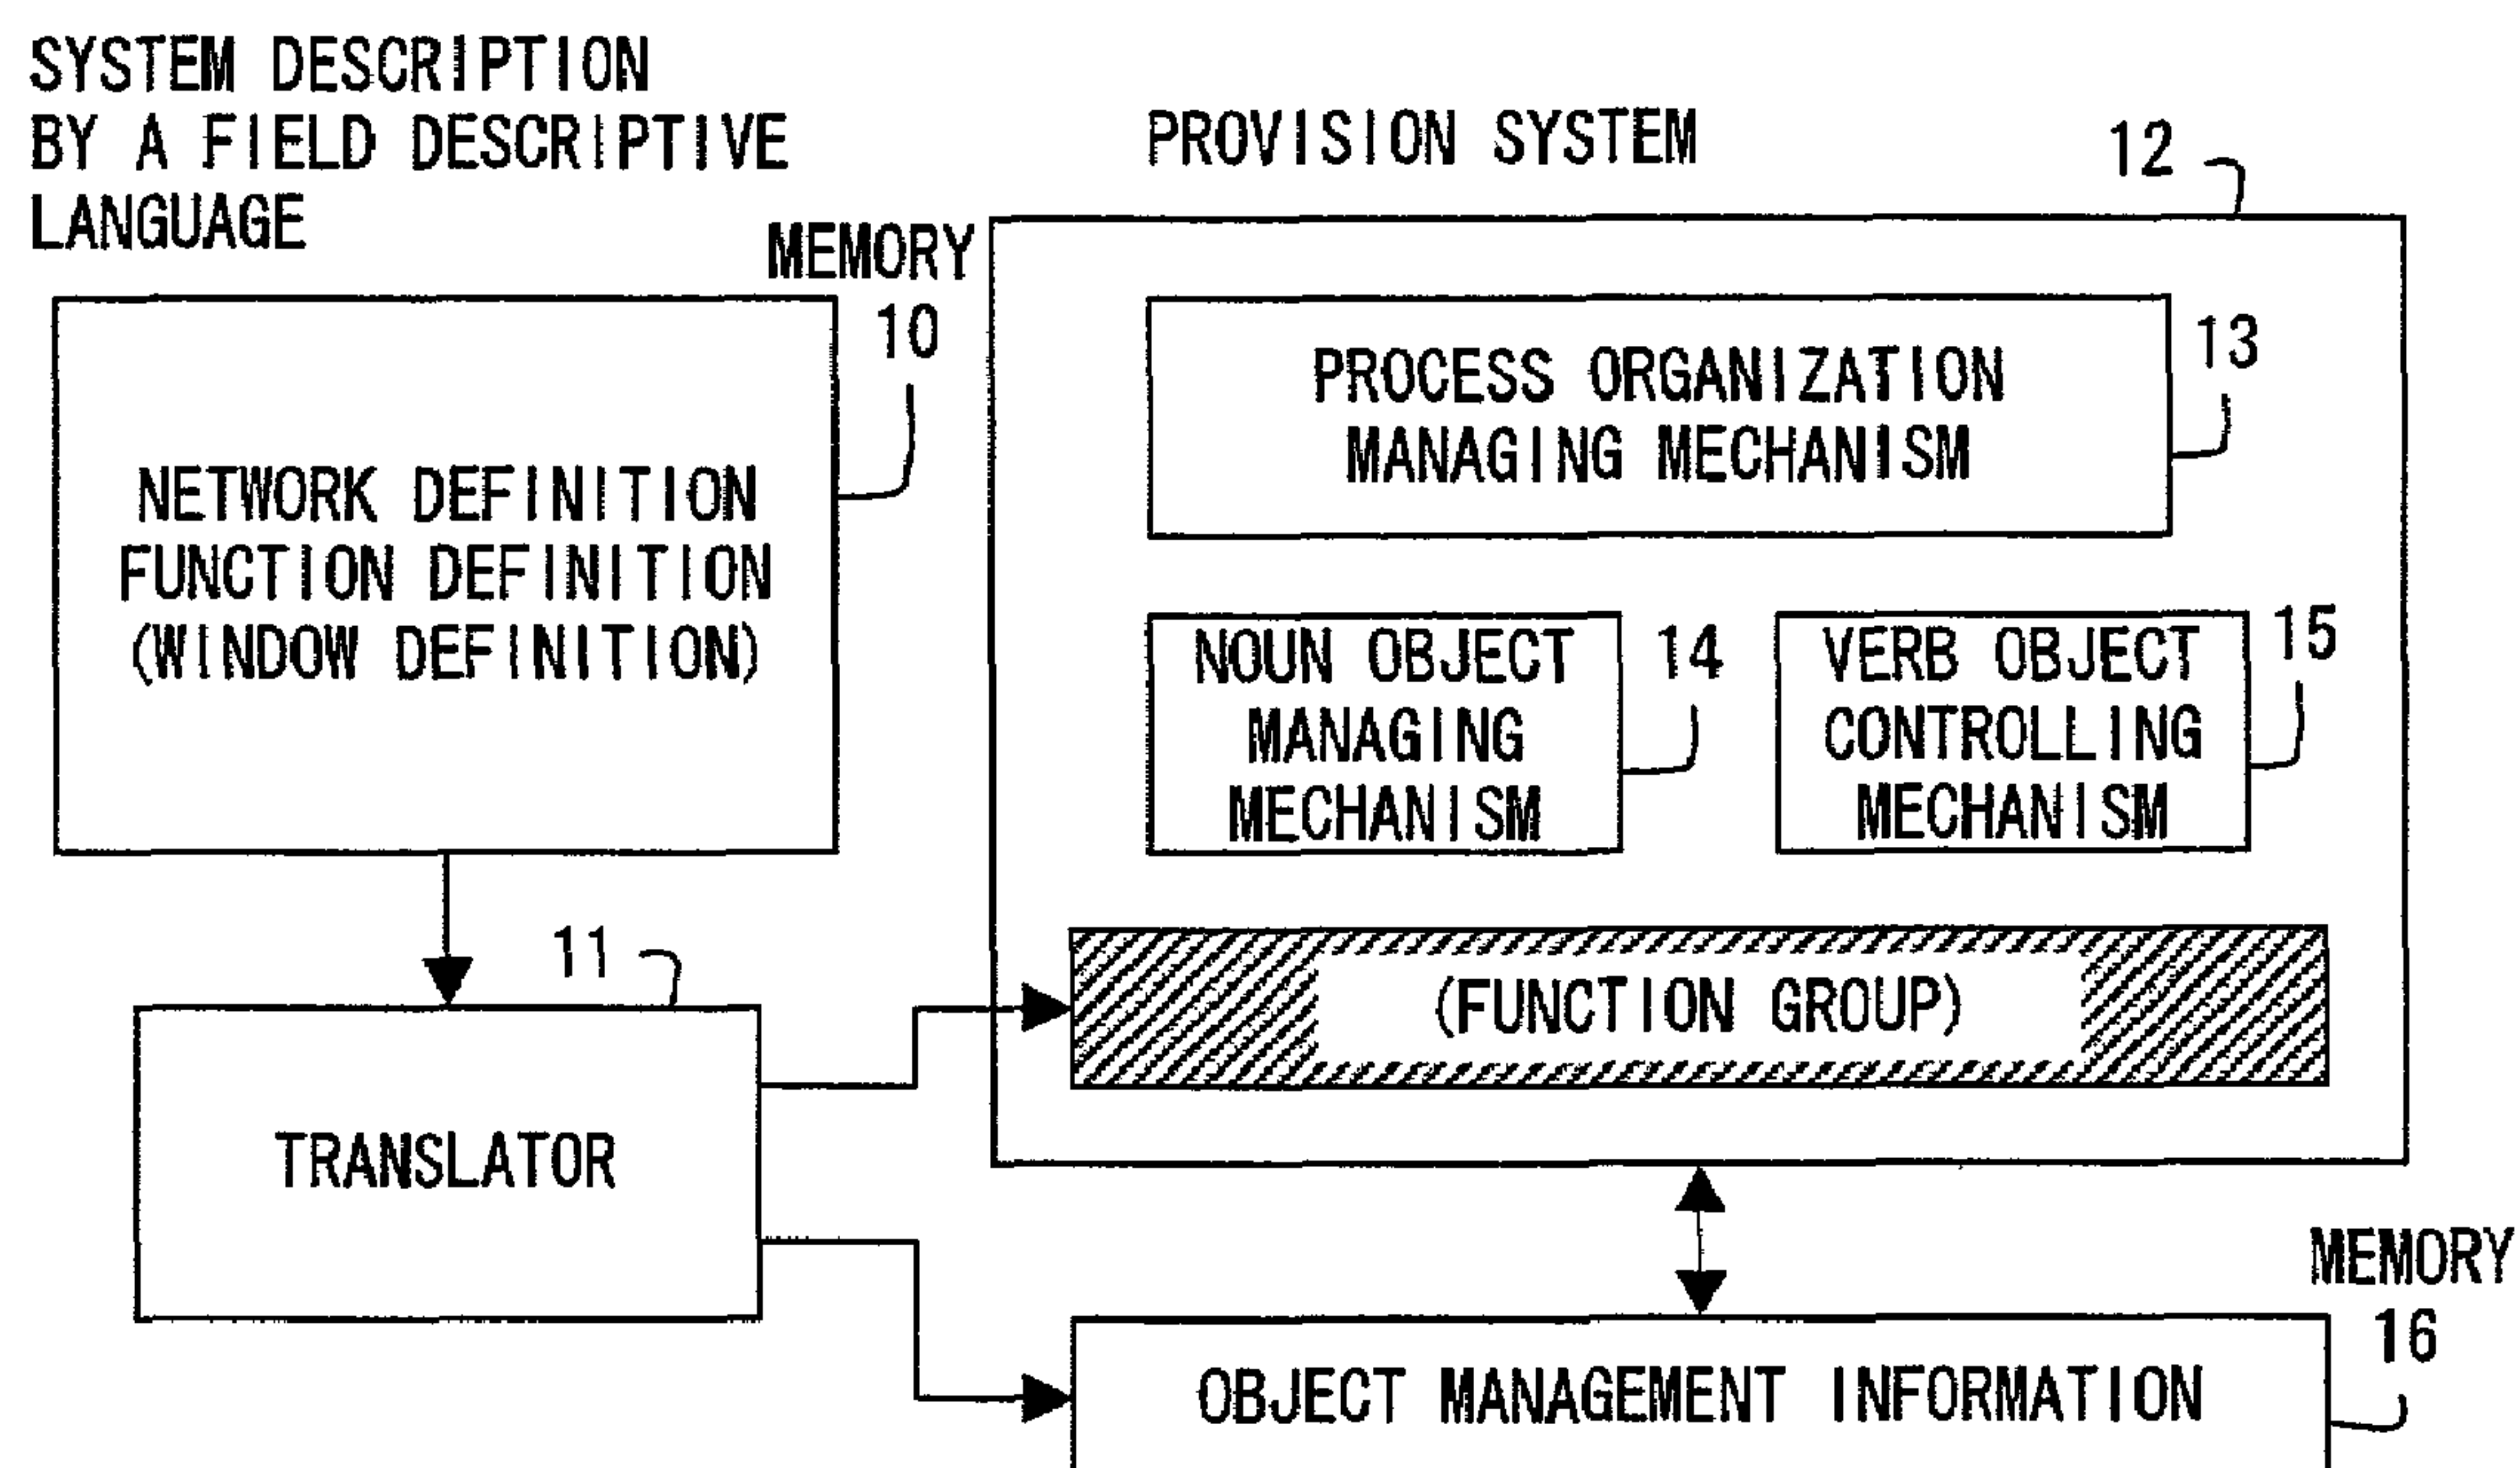 SYSTEM DESCRIPTION
BY A FIELD DESCRIPTIVE
LANGUAGE
MEMORY
10
NETWORK DEFINITION
FUNCTION DEFINITION
(WINDOW DEFINITION)
11
TRANSLATOR
PROVISION SYSTEM
12
PROCESS ORGANIZATION
MANAGING MECHANISM
13
NOUN OBJECT
MANAGING
MECHANISM
14
VERB OBJECT
CONTROLLING
MECHANISM
15
(FUNCTION GROUP)
MEMORY
16
OBJECT MANAGEMENT INFORMATION